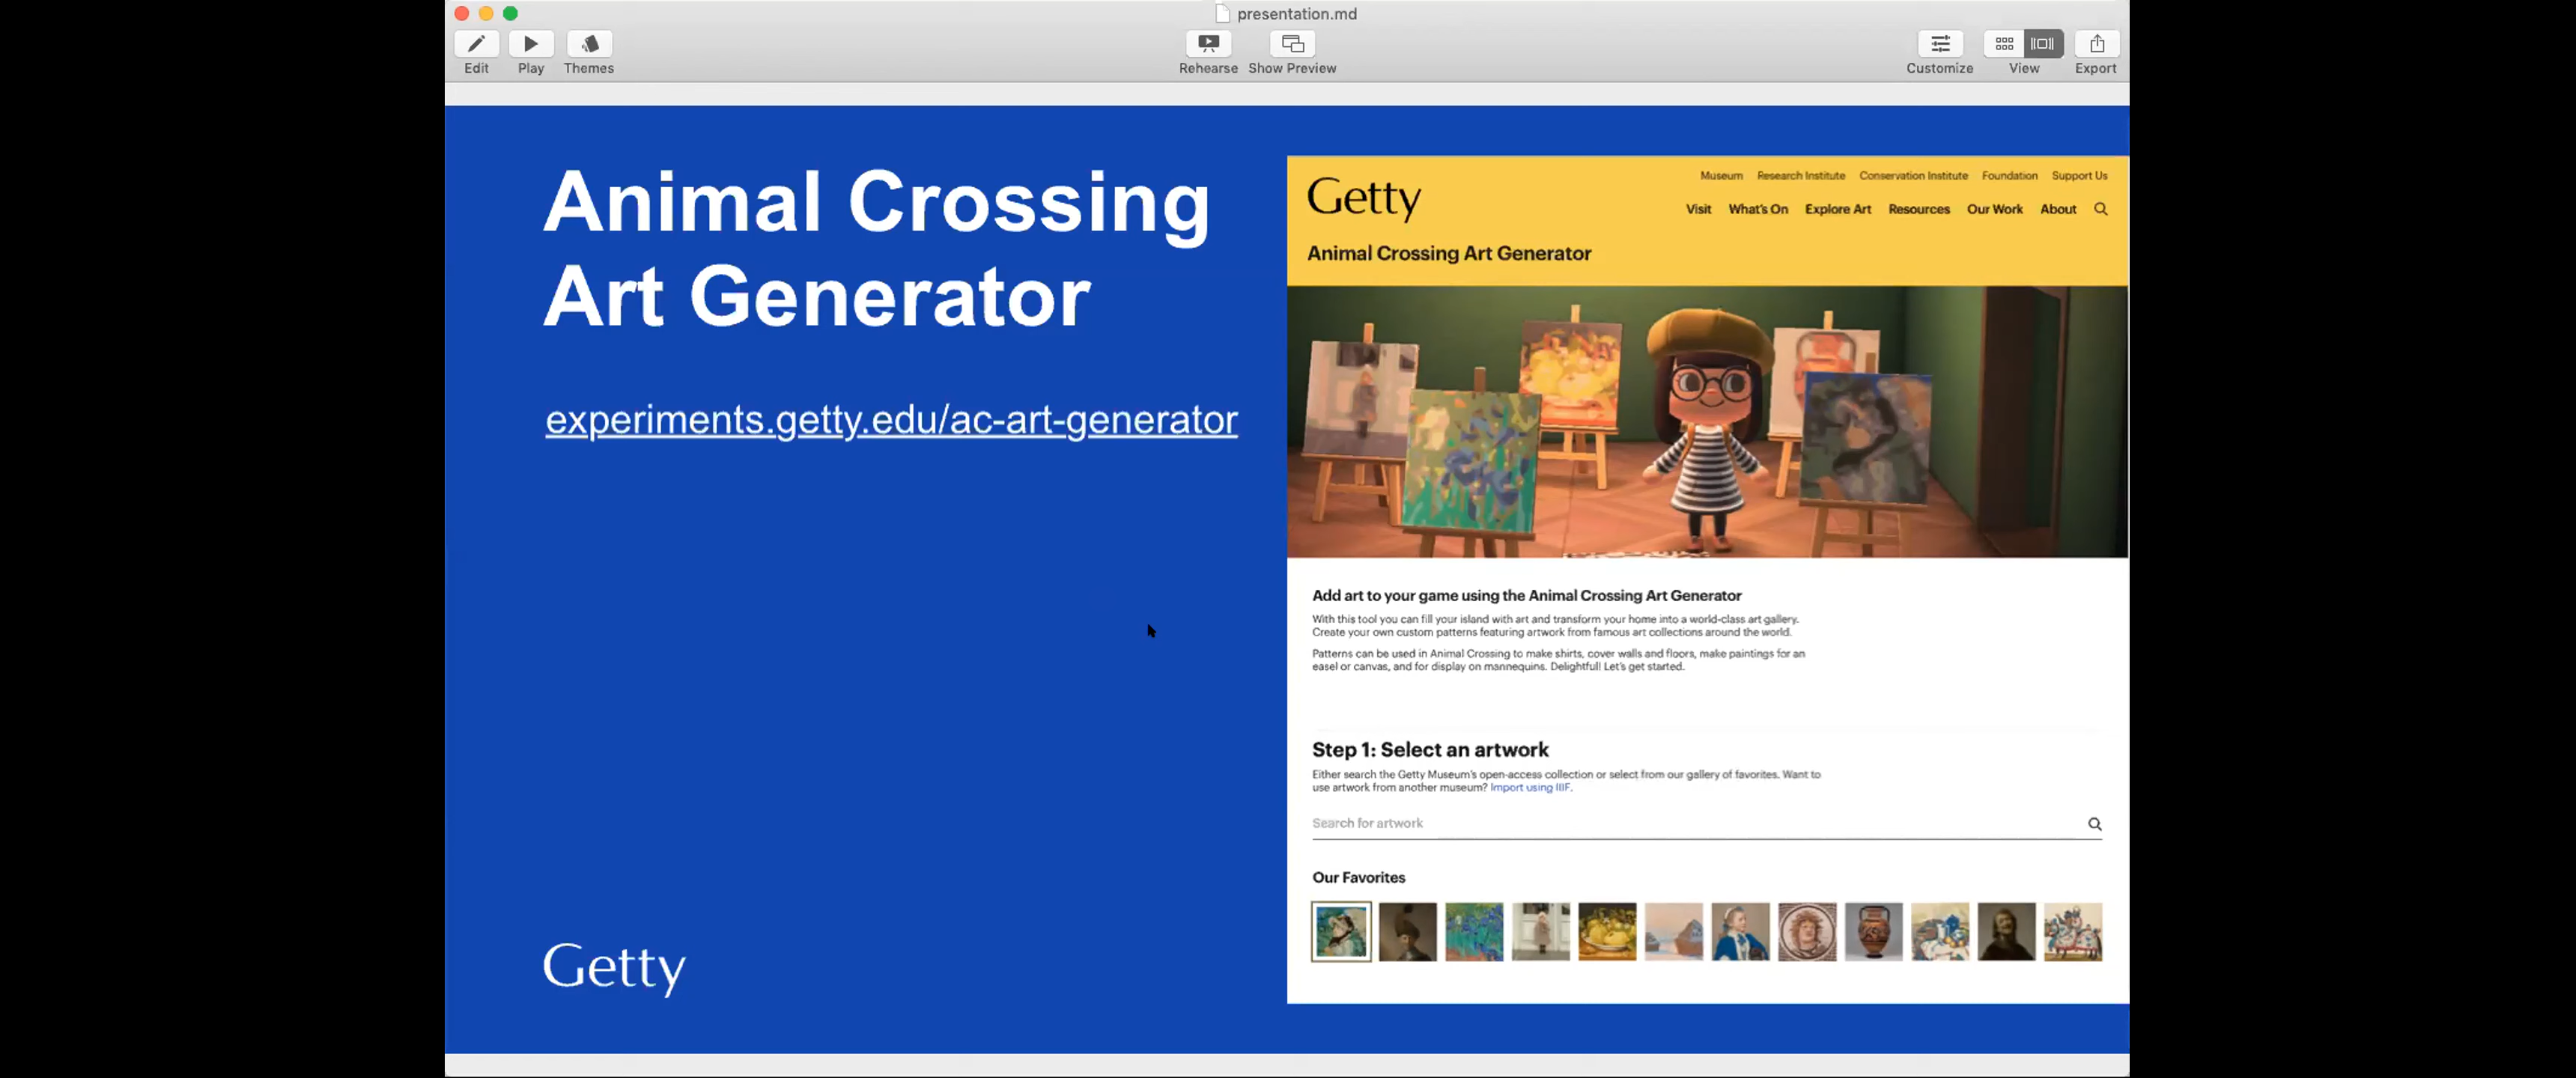 presentation.md
Edit
Play
Themes
Rehearse
Show Preview
Customize
View
Export
Animal Crossing
Art Generator
experiments.getty.edu/ac-art-generator
Getty
Getty
Museum Research Institute Conservation Institute Foundation Support Us
Visit What's On Explore Art Resources Our Work About
Animal Crossing Art Generator
Add art to your game using the Animal Crossing Art Generator
With this tool you can fill your island with art and transform your home into a world-class art gallery.
Create your own custom patterns featuring artwork from famous art collections around the world.
Patterns can be used in Animal Crossing to make shirts, cover walls and floors, make paintings for an
easel or canvas, and for display on mannequins. Delightful! Let's get started.
Step 1: Select an artwork
Either search the Getty Museum's open-access collection or select from our gallery of favorites. Want to
use artwork from another museum? Import using IIIF.
Search for artwork
Our Favorites